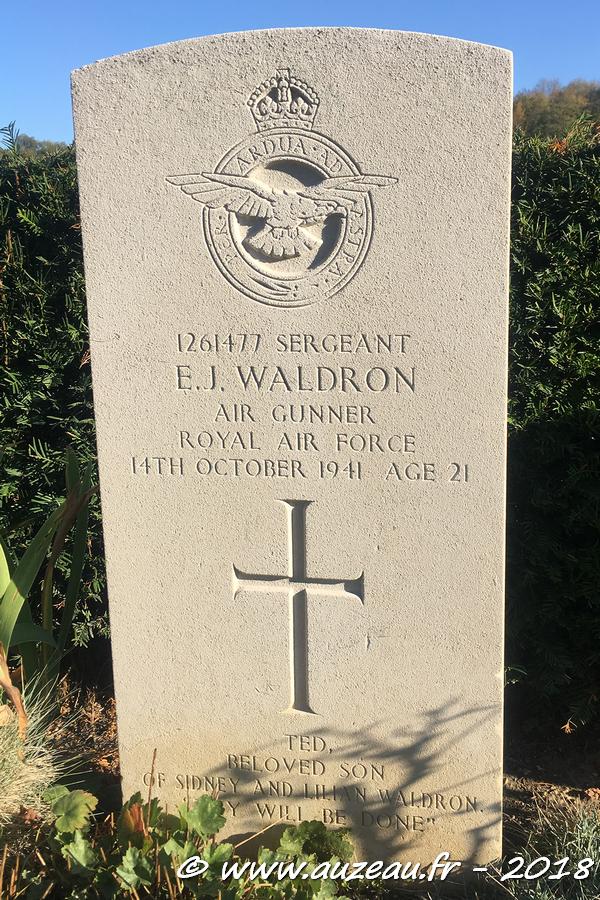 PER · ARDUA · AD ASTRA
1261477 SERGEANT
E.J. WALDRON
AIR GUNNER
ROYAL AIR FORCE
14TH OCTOBER 1941 AGE 21
TED,
BELOVED SON
OF SIDNEY AND LILIAN WALDRON.
WILL BE DONE"
© www.auzeau.fr - 2018